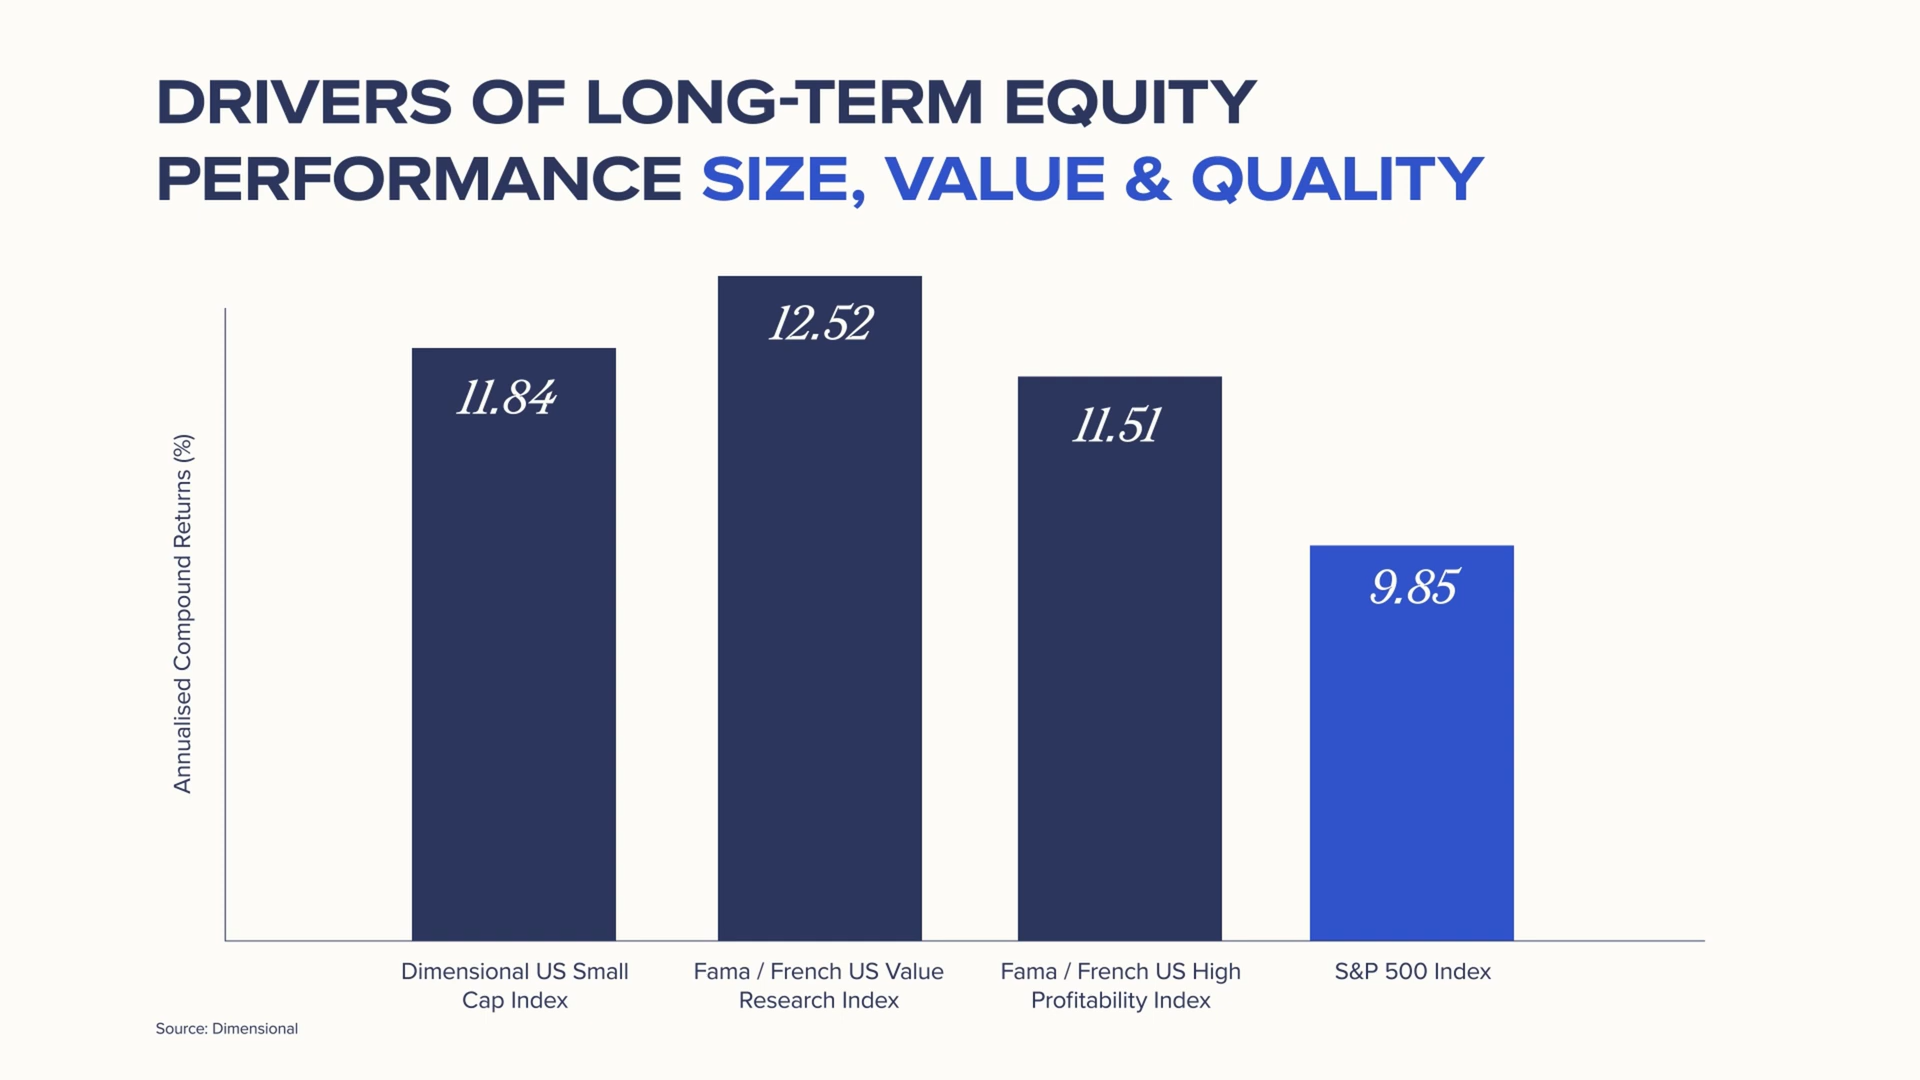 DRIVERS OF LONG-TERM EQUITY
PERFORMANCE SIZE, VALUE & QUALITY
Annualised Compound Returns (%)
11.84
12.52
11.51
9.85
Dimensional US Small
Cap Index
Fama / French US Value
Research Index
Fama / French US High
Profitability Index
S&P 500 Index
Source: Dimensional